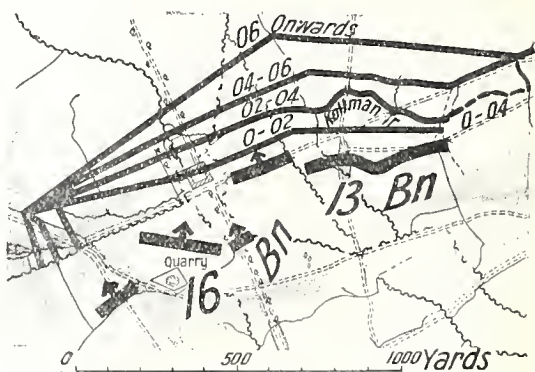 06 Onwards
04-06
02-04
Kollman Tr.
0-02
0-04
13 Bn
16 Bn
Quarry
0 500 1000 Yards